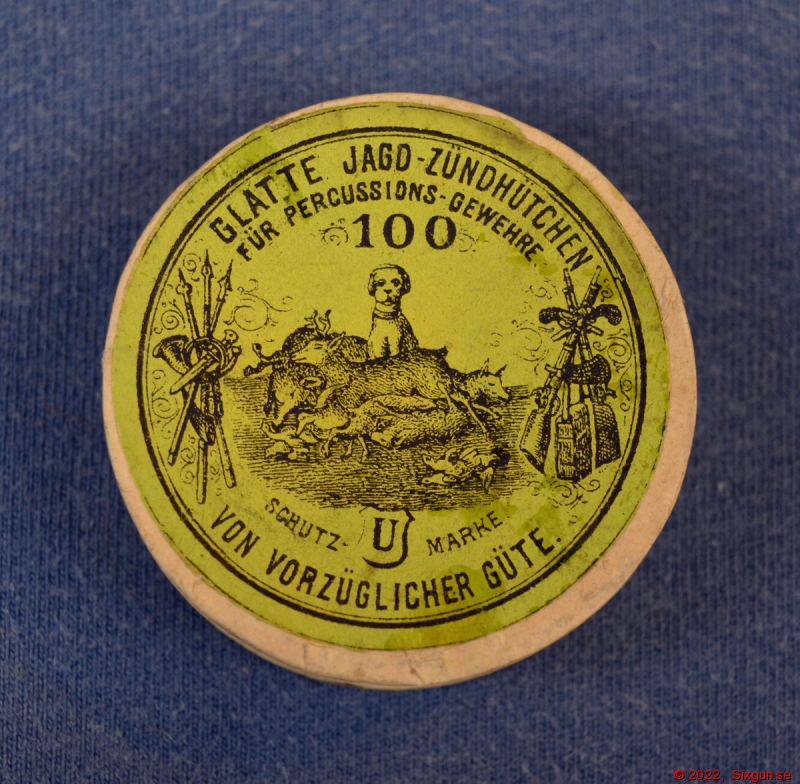 GLATTE JAGD-ZÜNDHÜTCHEN
FÜR PERCUSSIONS-GEWEHRE
100
SCHUTZ- U MARKE
VON VORZÜGLICHER GÜTE.
© 2022, Sixgun.se